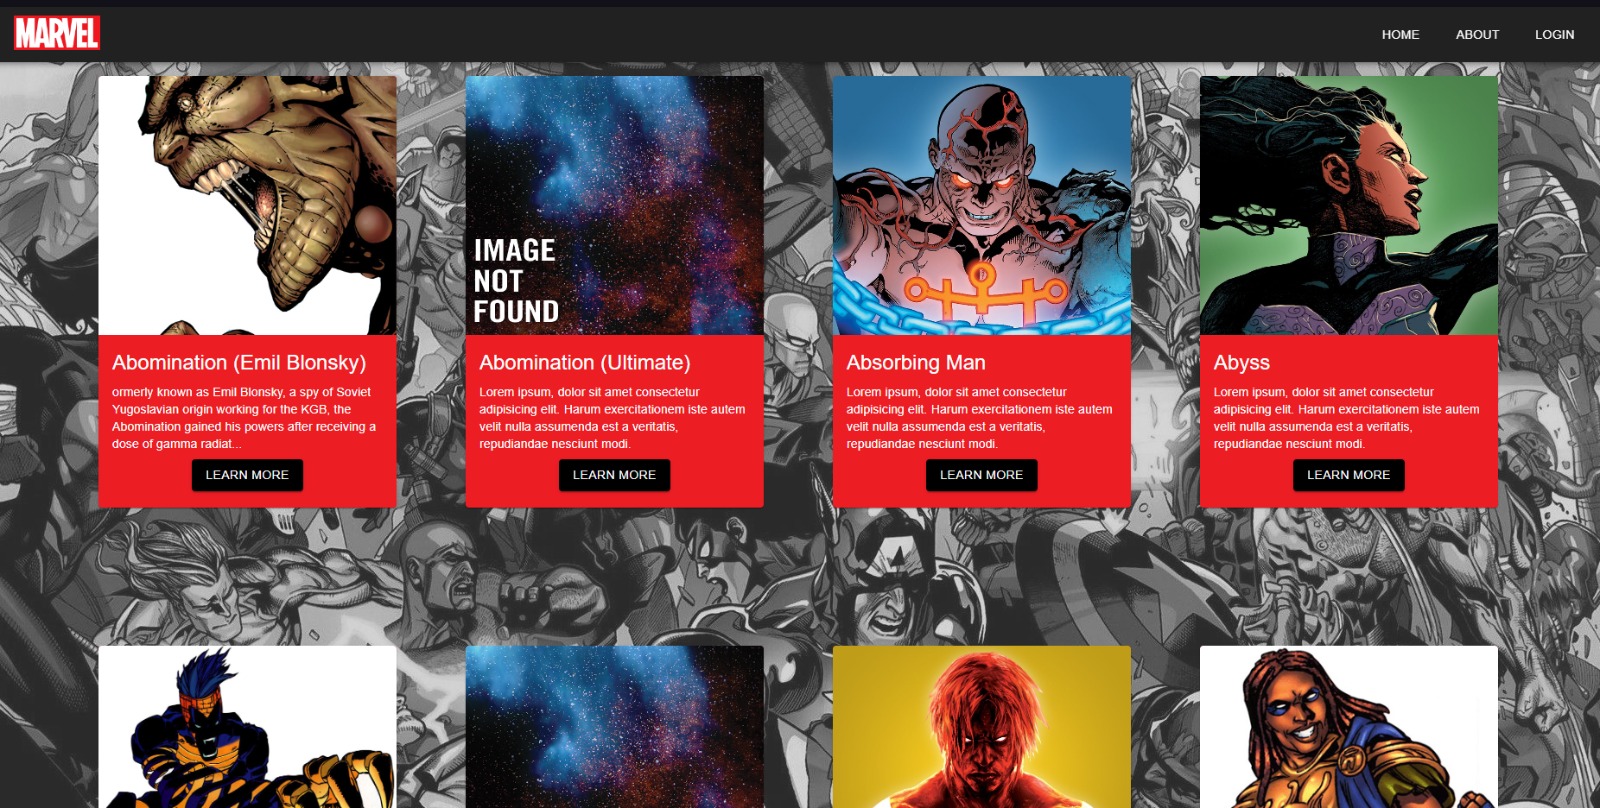 MARVEL
HOME
ABOUT
LOGIN
IMAGE
NOT
FOUND
Abomination (Emil Blonsky)
ormerly known as Emil Blonsky, a spy of Soviet
Yugoslavian origin working for the KGB, the
Abomination gained his powers after receiving a
dose of gamma radiat...
LEARN MORE
Abomination (Ultimate)
Lorem ipsum, dolor sit amet consectetur
adipisicing elit. Harum exercitationem iste autem
velit nulla assumenda est a veritatis,
repudiandae nesciunt modi.
LEARN MORE
Absorbing Man
Lorem ipsum, dolor sit amet consectetur
adipisicing elit. Harum exercitationem iste autem
velit nulla assumenda est a veritatis,
repudiandae nesciunt modi.
LEARN MORE
Abyss
Lorem ipsum, dolor sit amet consectetur
adipisicing elit. Harum exercitationem iste autem
velit nulla assumenda est a veritatis,
repudiandae nesciunt modi.
LEARN MORE
A